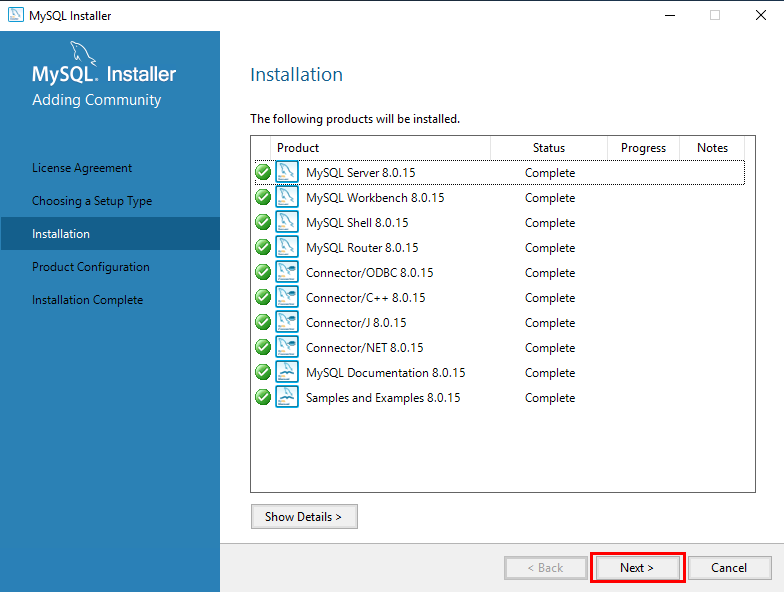 MySQL Installer
MySQL. Installer
Adding Community
License Agreement
Choosing a Setup Type
Installation
Product Configuration
Installation Complete
Installation
The following products will be installed.
Product Status Progress Notes
MySQL Server 8.0.15 Complete
MySQL Workbench 8.0.15 Complete
MySQL Shell 8.0.15 Complete
MySQL Router 8.0.15 Complete
Connector/ODBC 8.0.15 Complete
Connector/C++ 8.0.15 Complete
Connector/J 8.0.15 Complete
Connector/NET 8.0.15 Complete
MySQL Documentation 8.0.15 Complete
Samples and Examples 8.0.15 Complete
Show Details >
< Back Next > Cancel